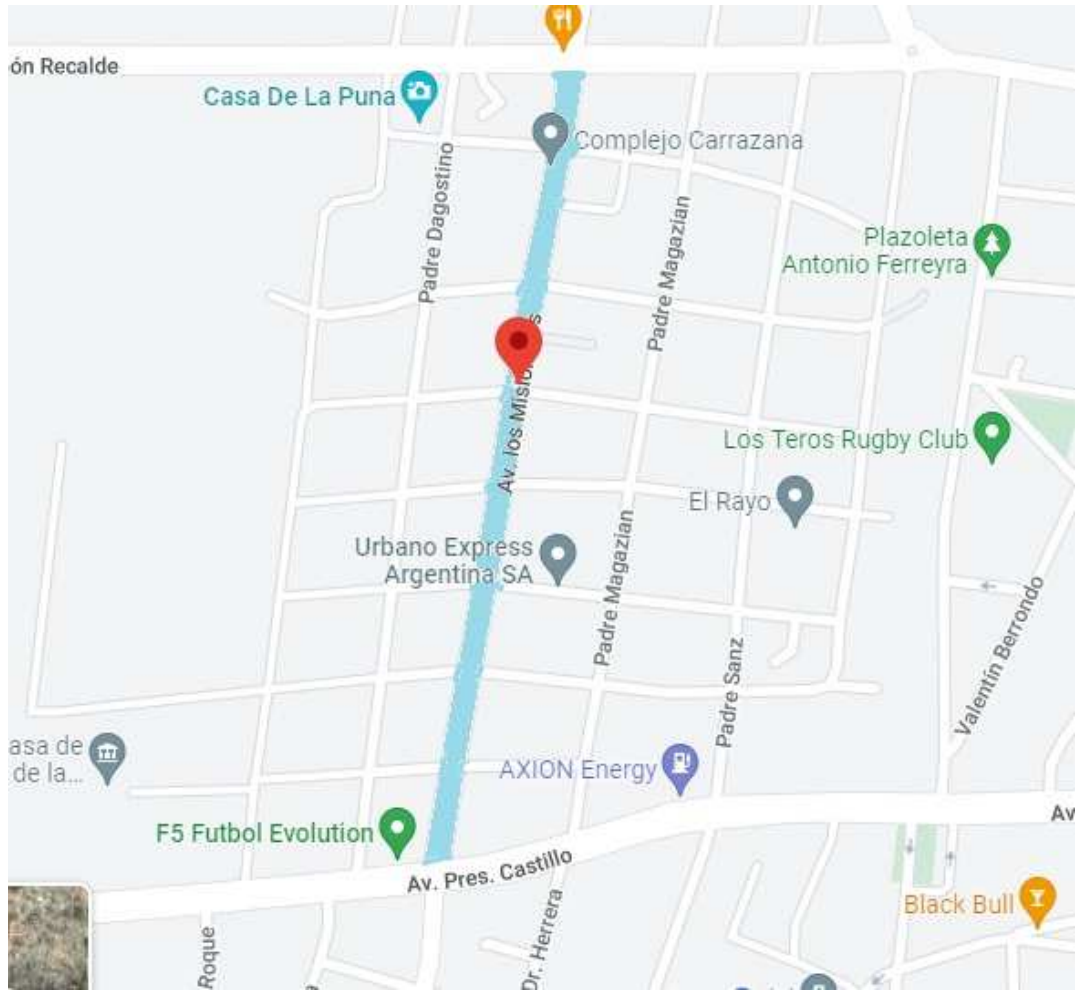 ón Recalde
Casa De La Puna
Complejo Carrazana
Padre Dagostino
Padre Magazian
Plazoleta
Antonio Ferreyra
Av. los
Los Teros Rugby Club
El Rayo
Urbano Express
Argentina SA
Padre Magazian
Padre Sanz
Valentín Berrondo
asa de
de la...
AXION Energy
F5 Futbol Evolution
Av. Pres. Castillo
Av
Black Bull
Roque
Dr. Herrera